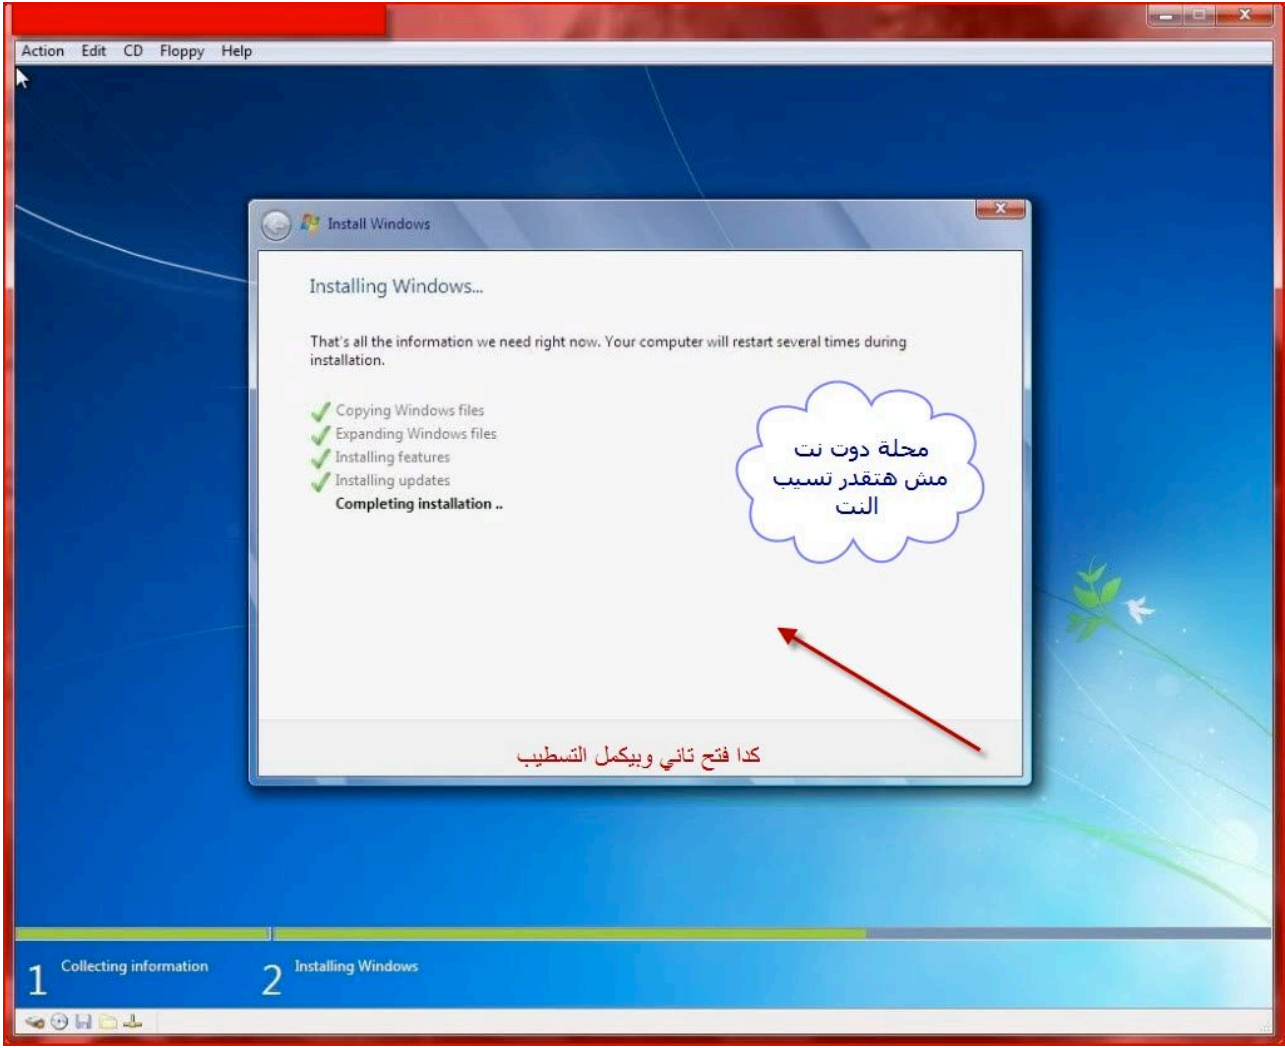 Action Edit CD Floppy Help
Install Windows
Installing Windows...
That's all the information we need right now. Your computer will restart several times during
installation.
Copying Windows files
Expanding Windows files
Installing features
Installing updates
Completing installation ..
مجلة دوت نت
مش هتقدر تسيب
النت
كدا فتح تاني وبيكمل التسطيب
1 Collecting information 2 Installing Windows